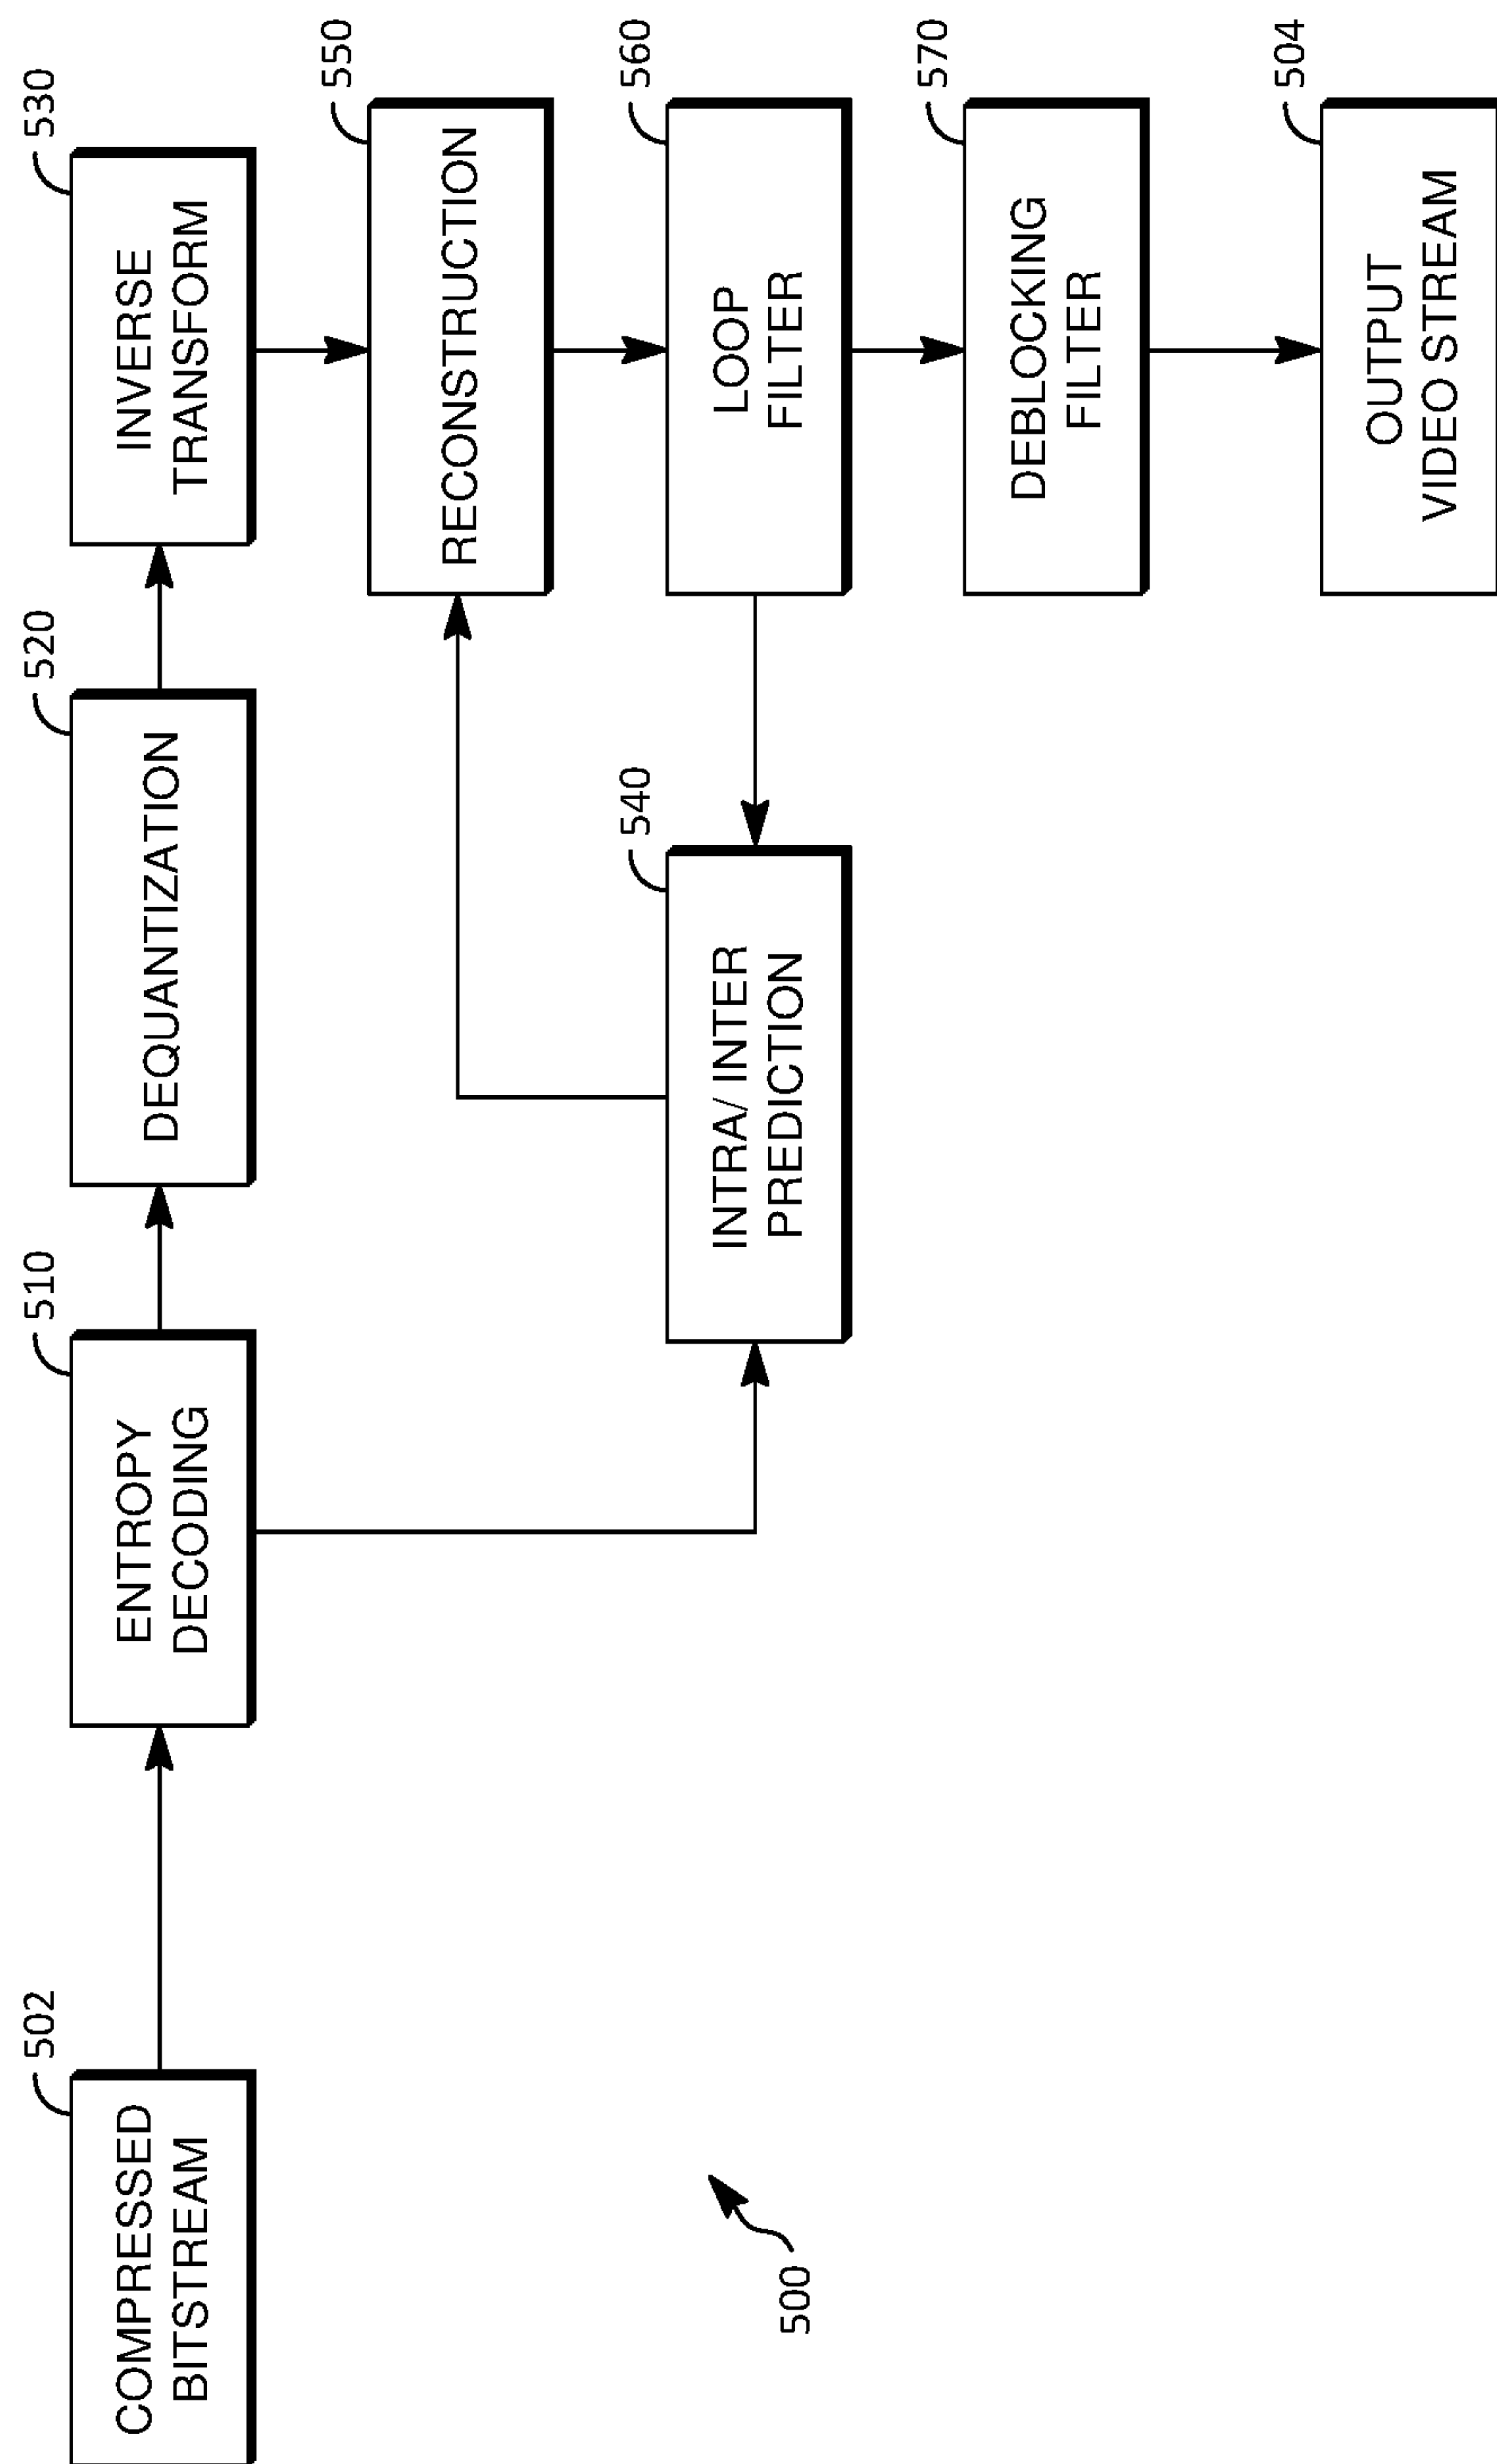 502
COMPRESSED
BITSTREAM
510
ENTROPY
DECODING
520
DEQUANTIZATION
530
INVERSE
TRANSFORM
550
RECONSTRUCTION
540
INTRA/ INTER
PREDICTION
560
LOOP
FILTER
570
DEBLOCKING
FILTER
504
OUTPUT
VIDEO STREAM
500